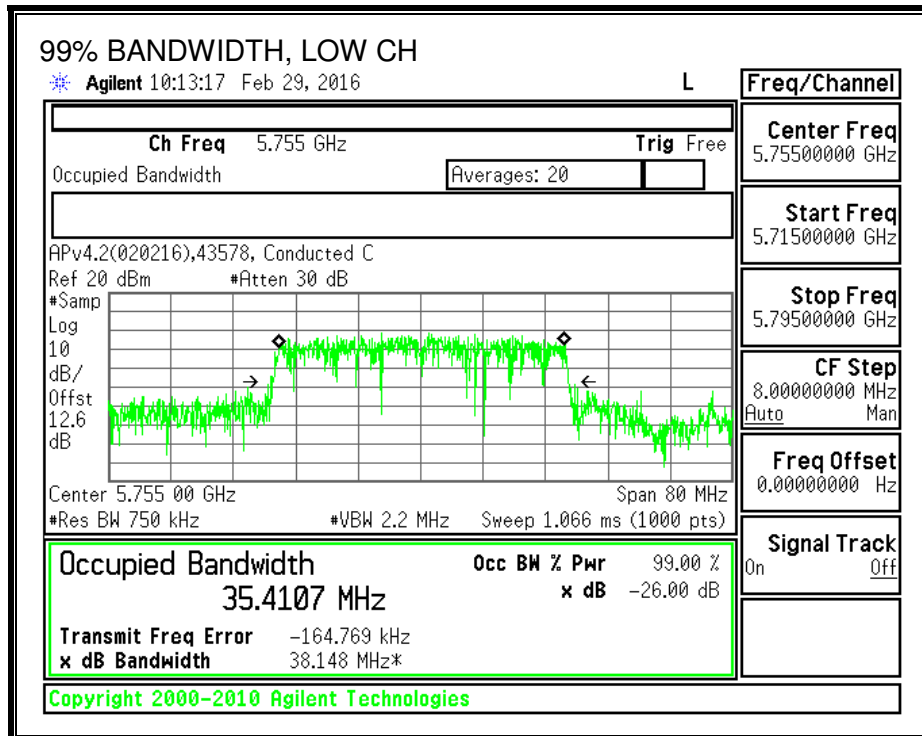 99% BANDWIDTH, LOW CH
Agilent 10:13:17 Feb 29, 2016 L
Freq/Channel
Ch Freq 5.755 GHz Trig Free
Occupied Bandwidth Averages: 20
APv4.2(020216),43578, Conducted C
Ref 20 dBm #Atten 30 dB
#Samp
Log
10
dB/
Offst
12.6
dB
Center 5.755 00 GHz Span 80 MHz
#Res BW 750 kHz #VBW 2.2 MHz Sweep 1.066 ms (1000 pts)
Occupied Bandwidth Occ BW % Pwr 99.00 %
35.4107 MHz x dB -26.00 dB
Transmit Freq Error -164.769 kHz
x dB Bandwidth 38.148 MHz*
Copyright 2000-2010 Agilent Technologies
Center Freq
5.75500000 GHz
Start Freq
5.71500000 GHz
Stop Freq
5.79500000 GHz
CF Step
8.00000000 MHz
Auto Man
Freq Offset
0.00000000 Hz
Signal Track
On Off